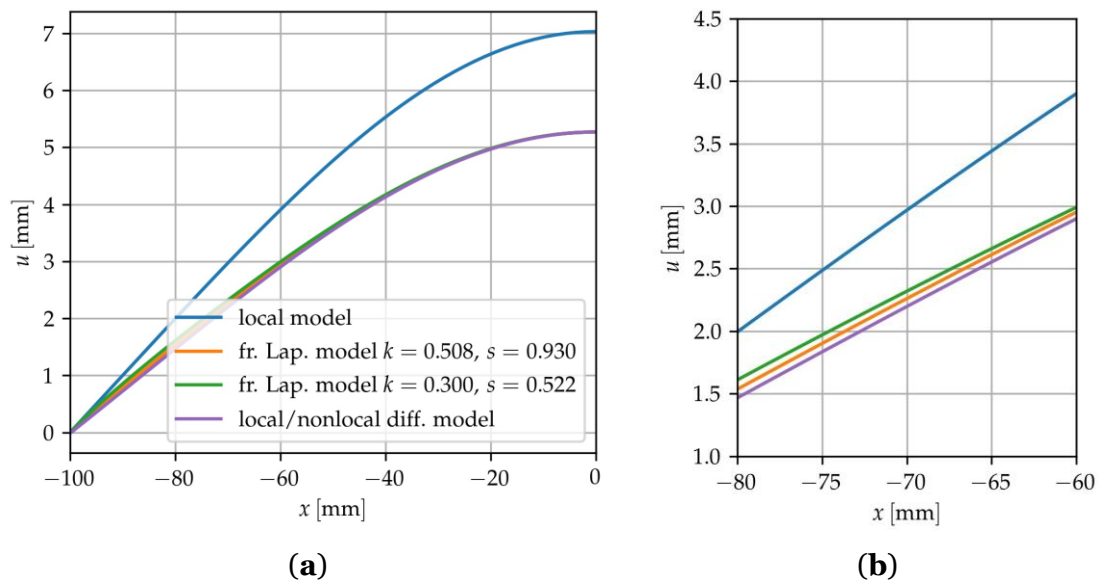 7
6
5
4
3
2
1
0
u [mm]
local model
fr. Lap. model k = 0.508, s = 0.930
fr. Lap. model k = 0.300, s = 0.522
local/nonlocal diff. model
−100
−80
−60
−40
−20
0
x [mm]
(a)
4.5
4.0
3.5
3.0
2.5
2.0
1.5
1.0
u [mm]
−80
−75
−70
−65
−60
x [mm]
(b)